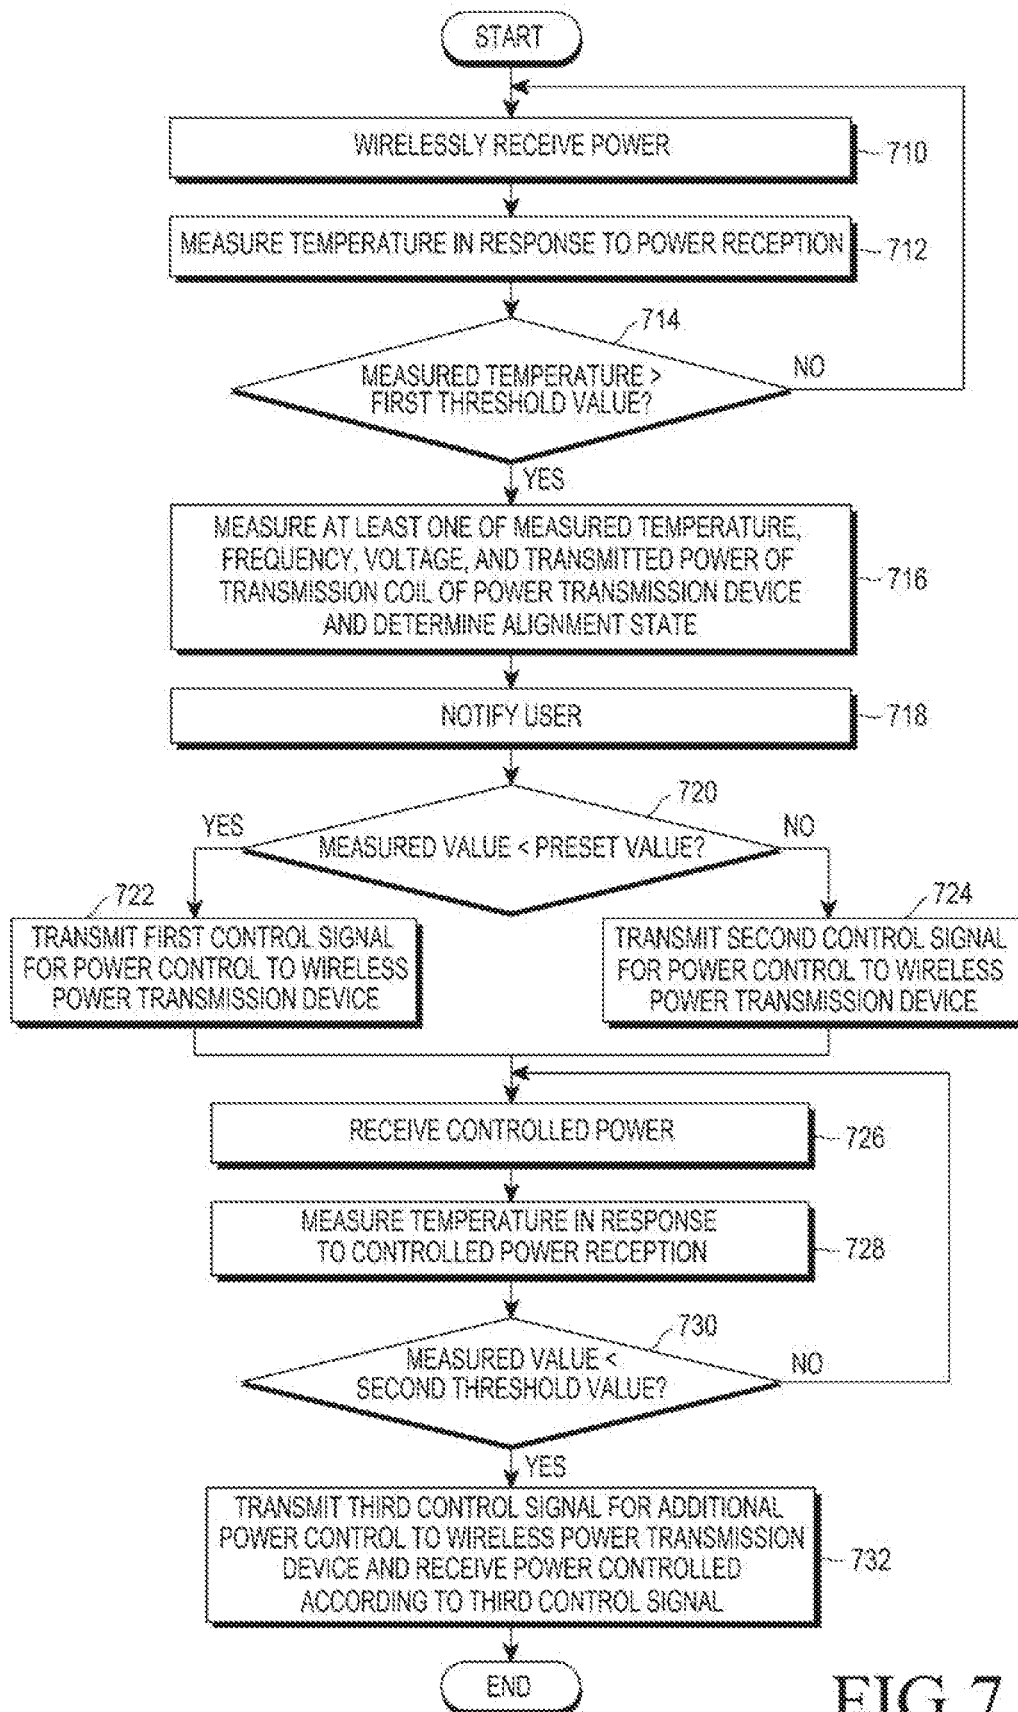 START
WIRELESSLY RECEIVE POWER
710
MEASURE TEMPERATURE IN RESPONSE TO POWER RECEPTION
712
714
MEASURED TEMPERATURE >
FIRST THRESHOLD VALUE?
NO
YES
MEASURE AT LEAST ONE OF MEASURED TEMPERATURE,
FREQUENCY, VOLTAGE, AND TRANSMITTED POWER OF
TRANSMISSION COIL OF POWER TRANSMISSION DEVICE
AND DETERMINE ALIGNMENT STATE
716
NOTIFY USER
718
720
YES
MEASURED VALUE < PRESET VALUE?
NO
722
TRANSMIT FIRST CONTROL SIGNAL
FOR POWER CONTROL TO WIRELESS
POWER TRANSMISSION DEVICE
724
TRANSMIT SECOND CONTROL SIGNAL
FOR POWER CONTROL TO WIRELESS
POWER TRANSMISSION DEVICE
RECEIVE CONTROLLED POWER
726
MEASURE TEMPERATURE IN RESPONSE
TO CONTROLLED POWER RECEPTION
728
730
MEASURED VALUE <
SECOND THRESHOLD VALUE?
NO
YES
TRANSMIT THIRD CONTROL SIGNAL FOR ADDITIONAL
POWER CONTROL TO WIRELESS POWER TRANSMISSION
DEVICE AND RECEIVE POWER CONTROLLED
ACCORDING TO THIRD CONTROL SIGNAL
732
END
FIG.7